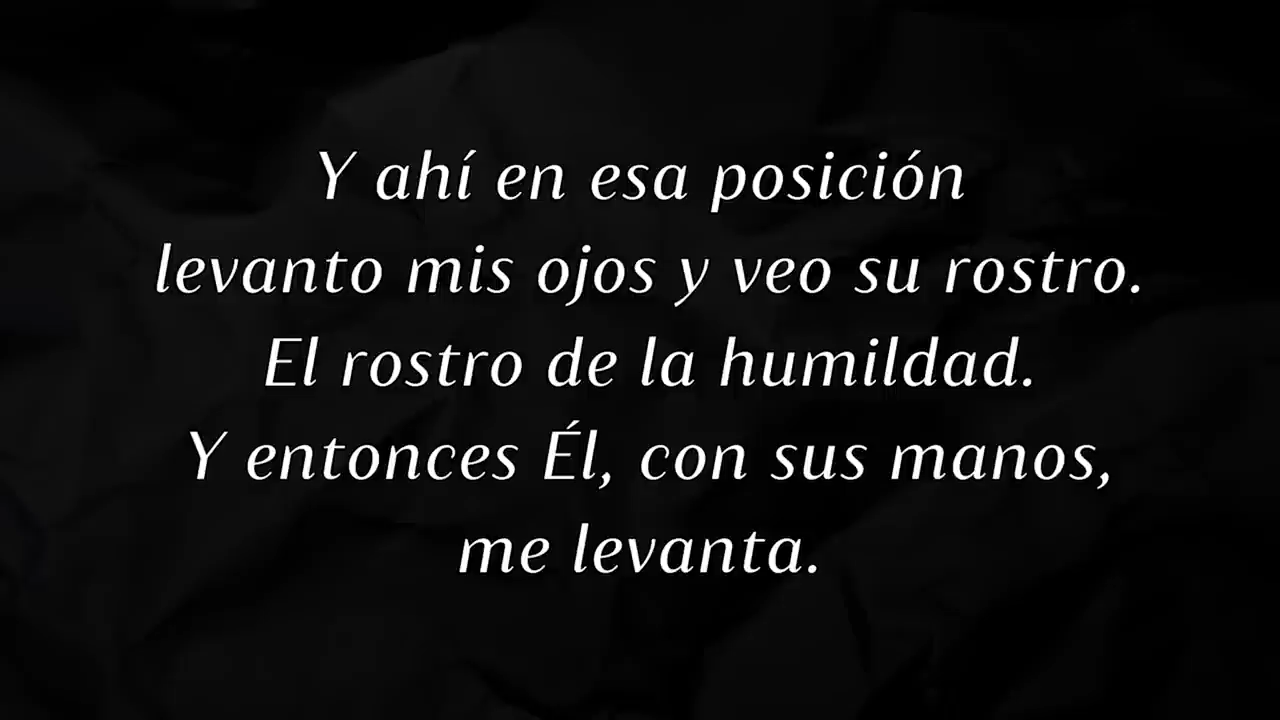 Y ahí en esa posición
levanto mis ojos y veo su rostro.
El rostro de la humildad.
Y entonces Él, con sus manos,
me levanta.